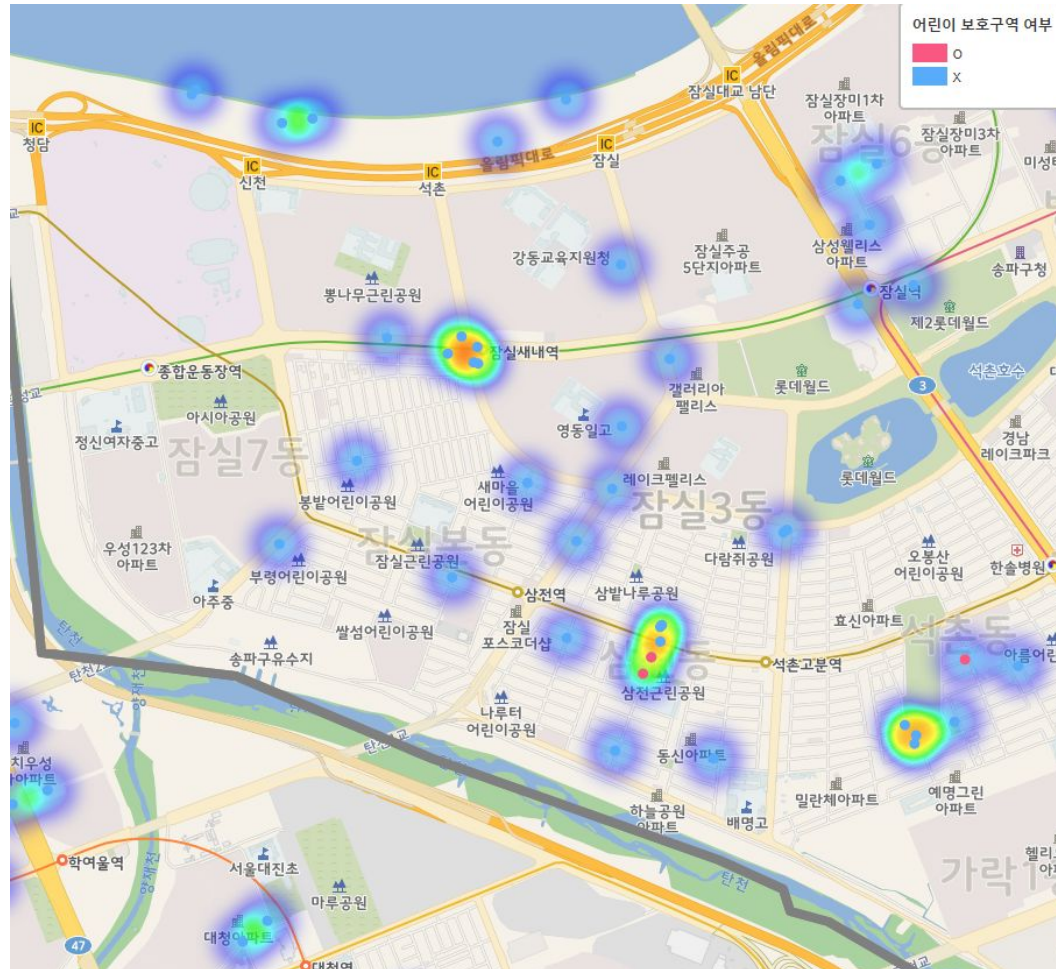 어린이 보호구역 여부
O
X
올림픽대로
IC
잠실대교 남단
잠실장미1차
아파트
잠실6동
잠실장미3차
아파트
IC
청담
IC
신천
IC
석촌
올림픽대로
IC
잠실
강동교육지원청
잠실주공
5단지아파트
삼성웰리스
아파트
송파구청
뽕나무근린공원
잠실역
제2롯데월드
잠실새내역
종합운동장역
갤러리아
팰리스
롯데월드
3
석촌호수
아시아공원
정신여자중고
잠실7동
영동일고
경남
레이크파크
봉밭어린이공원
새마을
어린이공원
레이크펠리스
롯데월드
잠실3동
잠실본동
우성123차
아파트
잠실근린공원
다람쥐공원
오봉산
어린이공원
한솔병원
부령어린이공원
아주중
삼전역
삼밭나루공원
효신아파트
석촌동
쌀섬어린이공원
잠실
포스코더샵
송파구유수지
석촌고분역
삼전근린공원
탄천
양재천
나루터
어린이공원
동신아파트
하늘공원
아파트
배명고
밀란체아파트
예명그린
아파트
학여울역
양재천
서울대진초
마루공원
탄천
47
대청아파트
대청역